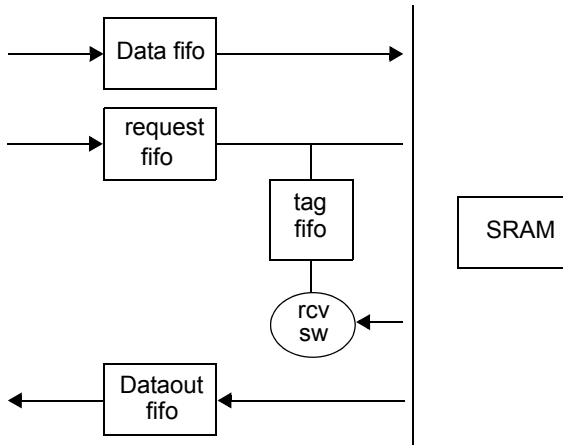 Data fifo
request
fifo
tag
fifo
SRAM
rcv
sw
Dataout
fifo